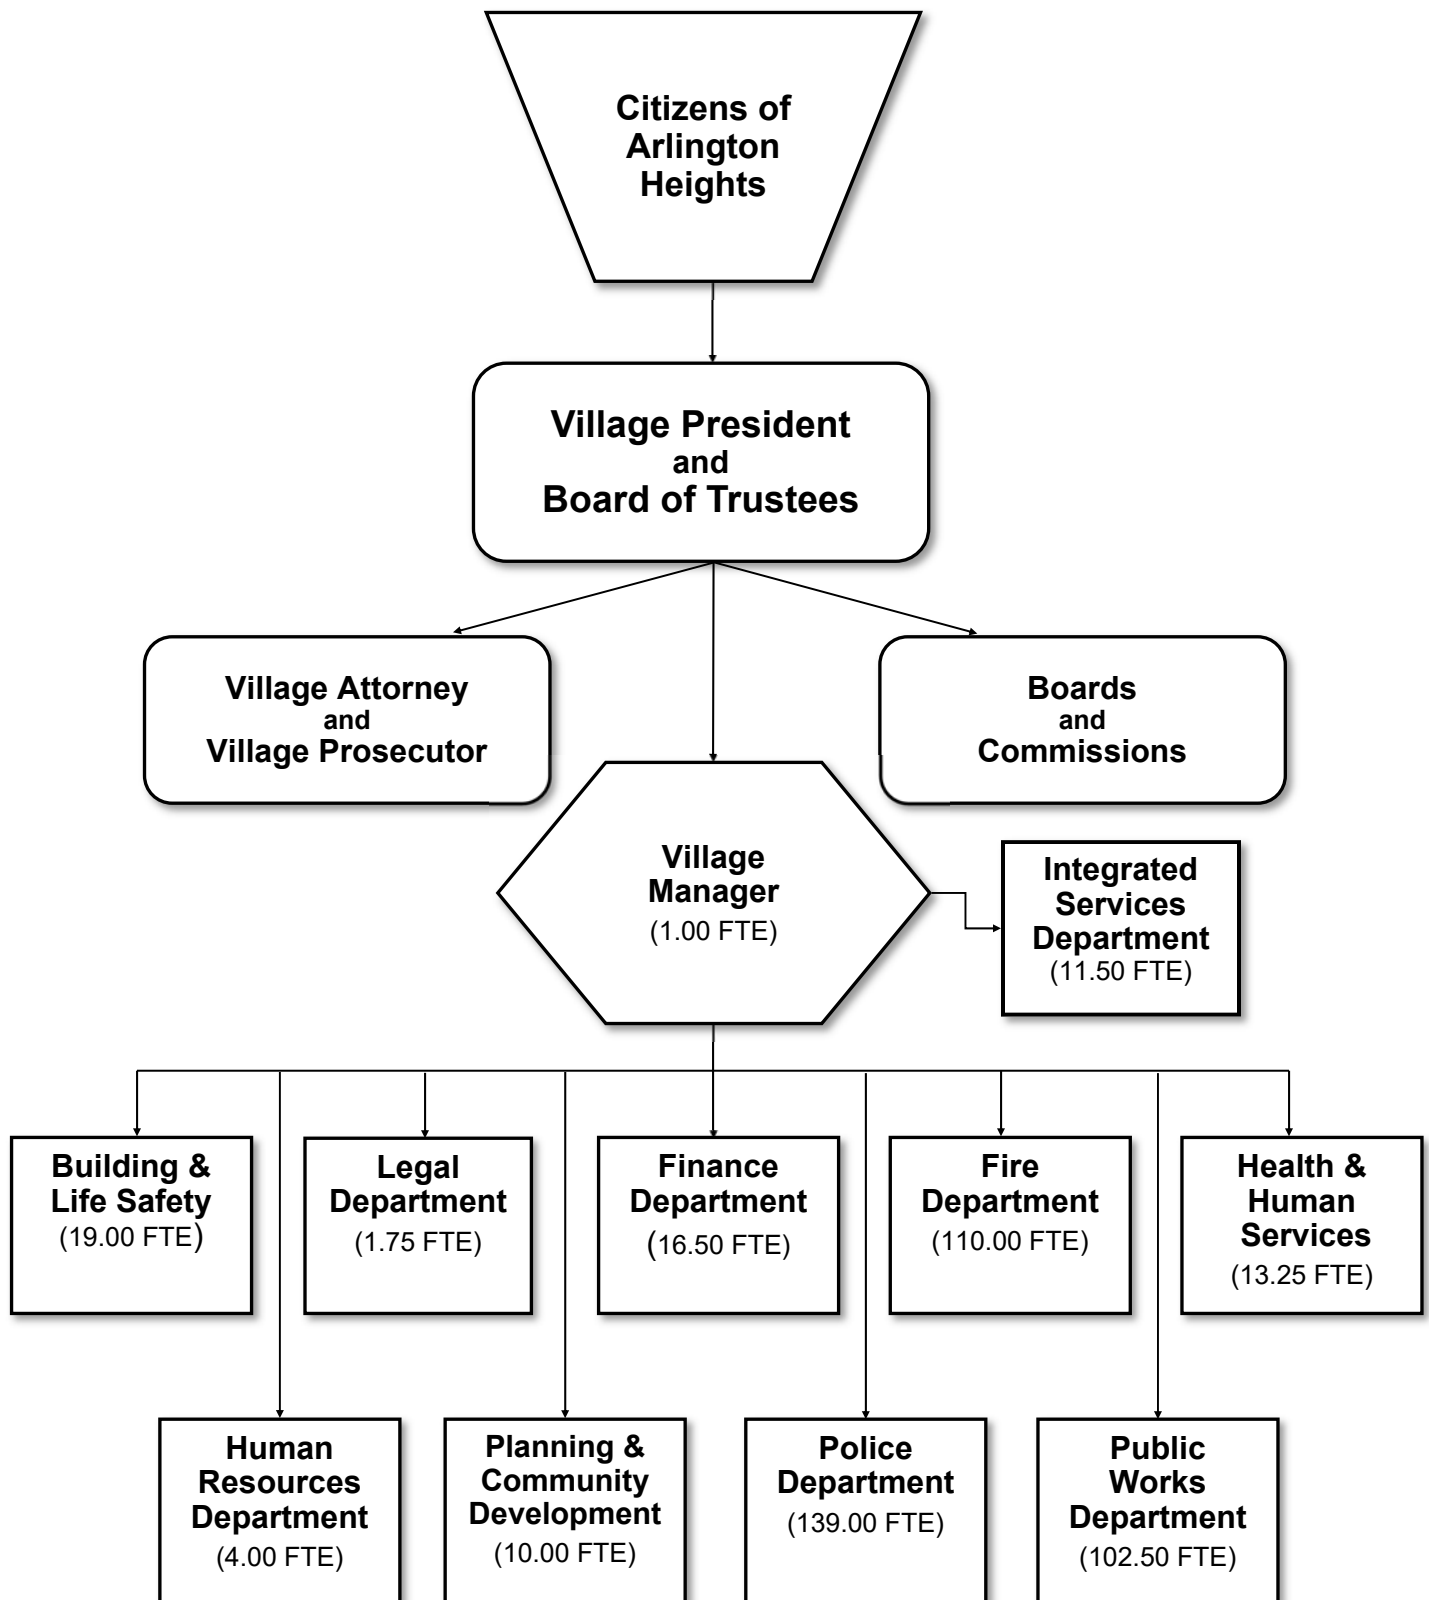 Citizens of
Arlington
Heights
Village President
and
Board of Trustees
Village Attorney
and
Village Prosecutor
Boards
and
Commissions
Village
Manager
(1.00 FTE)
Integrated
Services
Department
(11.50 FTE)
Building &
Life Safety
(19.00 FTE)
Legal
Department
(1.75 FTE)
Finance
Department
(16.50 FTE)
Fire
Department
(110.00 FTE)
Health &
Human
Services
(13.25 FTE)
Human
Resources
Department
(4.00 FTE)
Planning &
Community
Development
(10.00 FTE)
Police
Department
(139.00 FTE)
Public
Works
Department
(102.50 FTE)